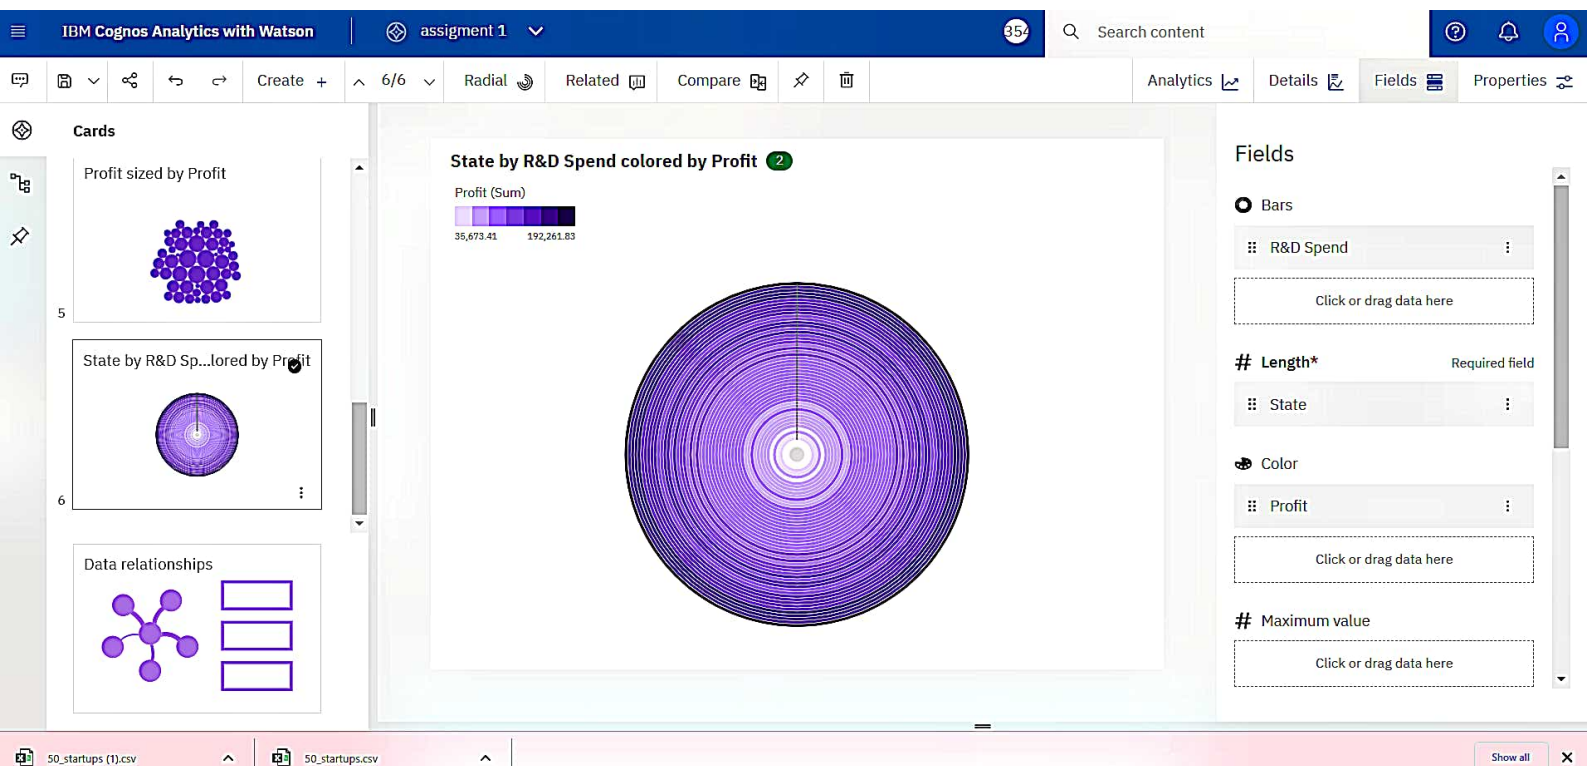 IBM Cognos Analytics with Watson
assigment 1
354
Search content
Create
6/6
Radial
Related
Compare
Analytics
Details
Fields
Properties
Cards
Profit sized by Profit
5
State by R&D Sp...lored by Profit
6
Data relationships
State by R&D Spend colored by Profit 2
Profit (Sum)
35,673.41 192,261.83
Fields
Bars
R&D Spend
Click or drag data here
# Length* Required field
State
Color
Profit
Click or drag data here
# Maximum value
Click or drag data here
50_startups (1).csv
50_startups.csv
Show all